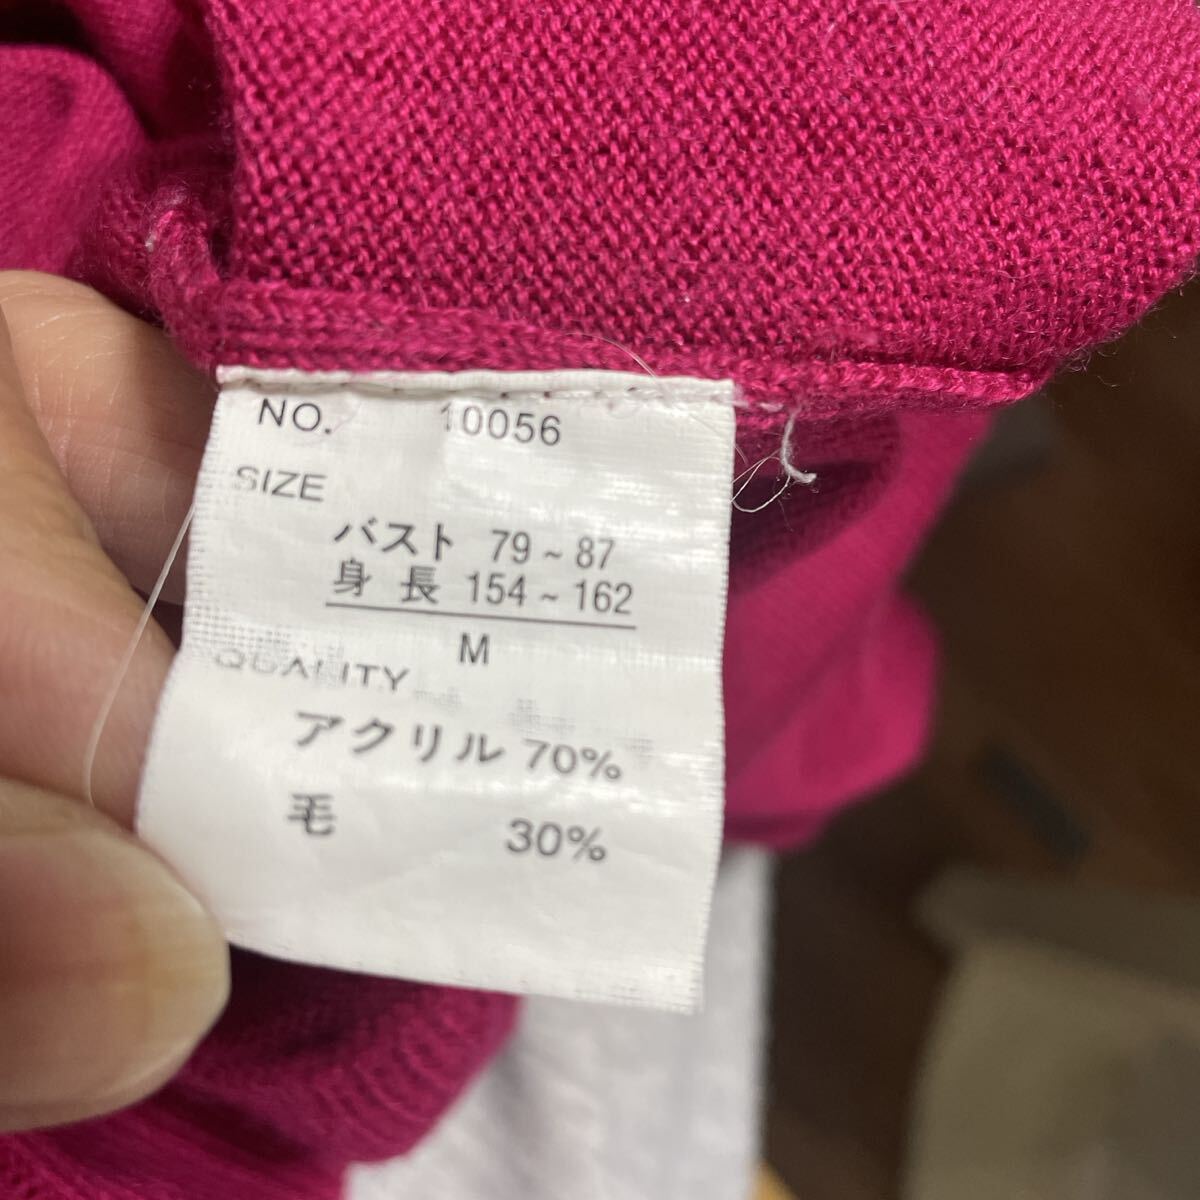 NO. 10056
SIZE
バスト 79～87
身長 154～162
M
QUALITY
アクリル 70%
毛 30%